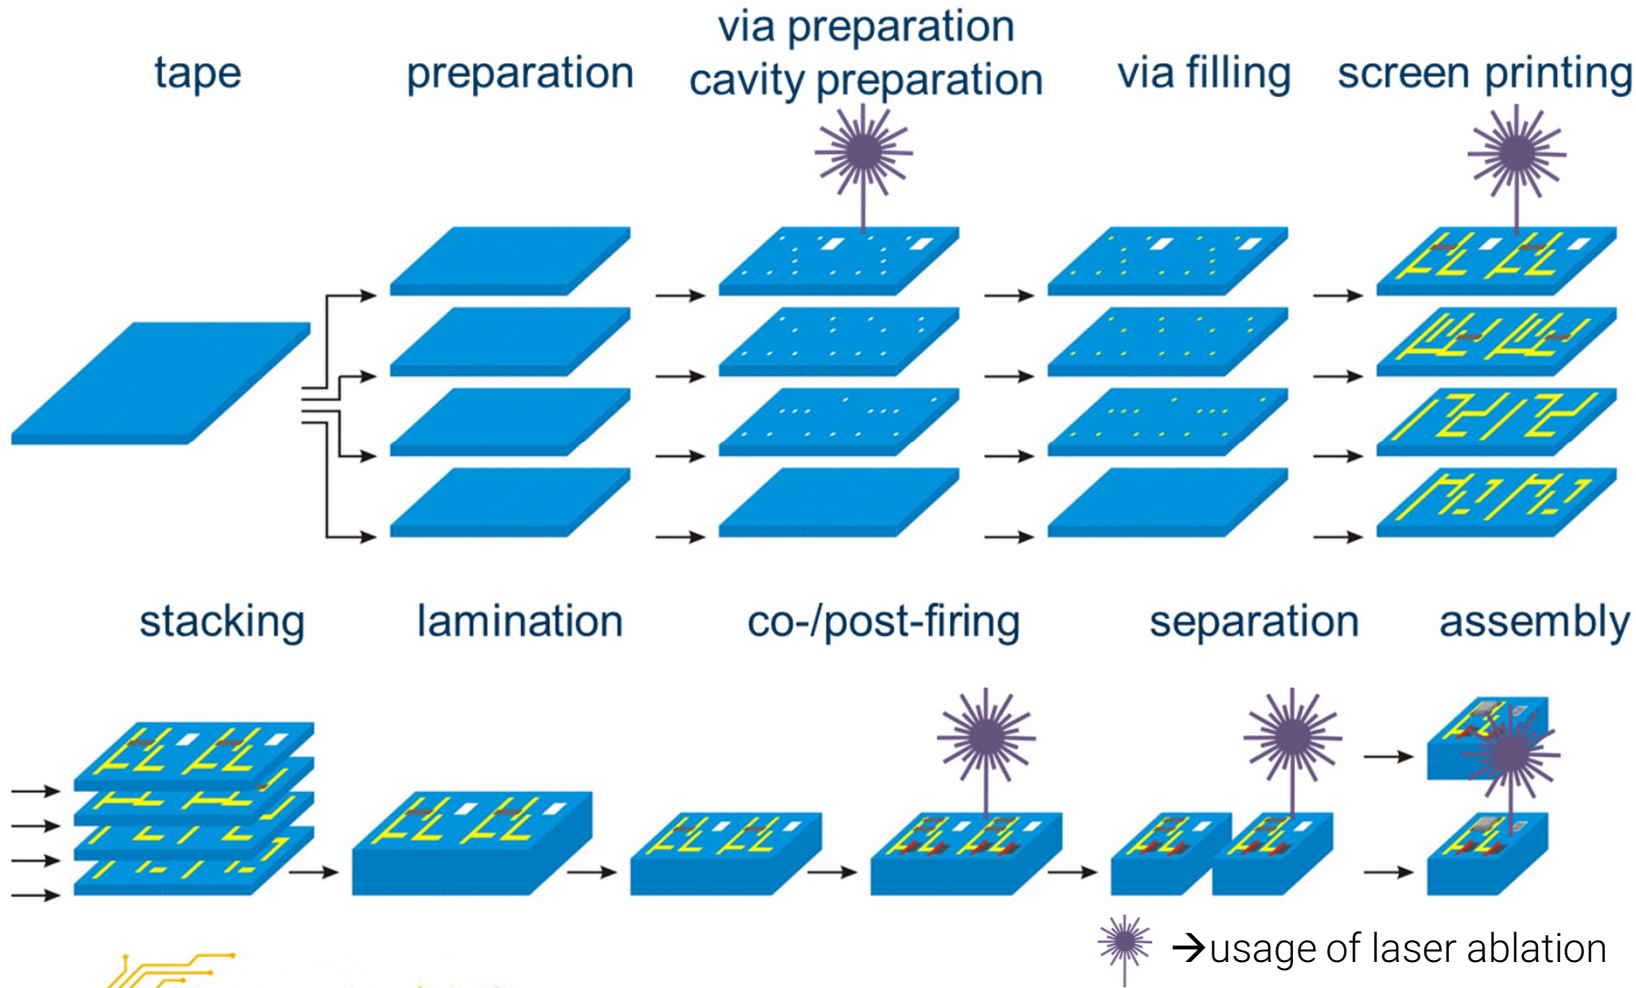 tape
preparation
via preparation
cavity preparation
via filling
screen printing
stacking
lamination
co-/post-firing
separation
assembly
→usage of laser ablation